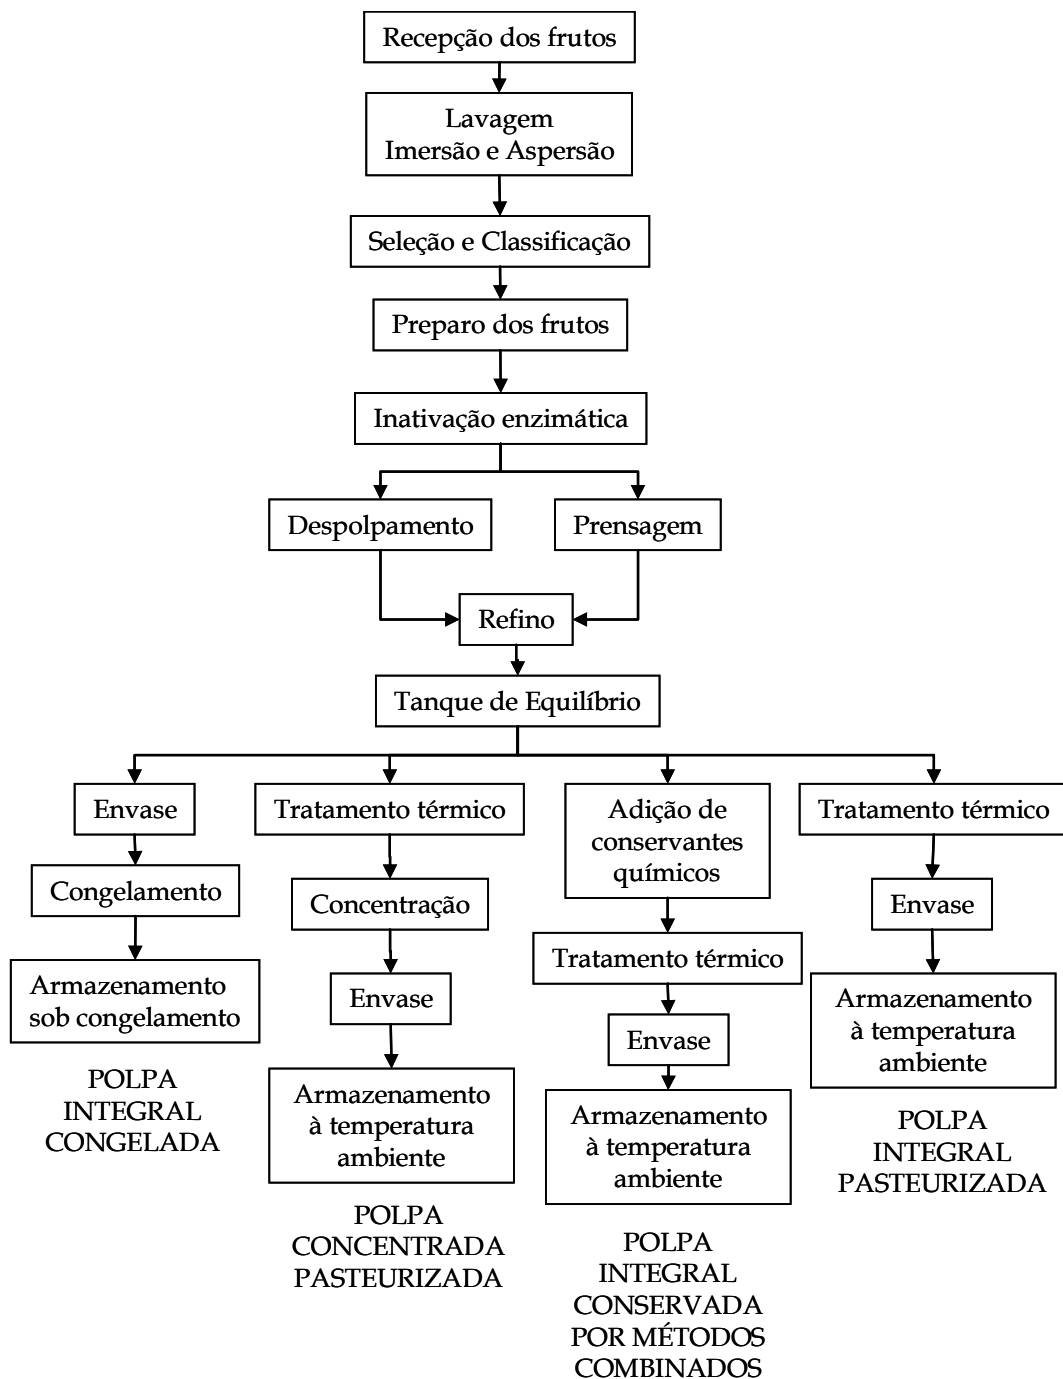 Recepção dos frutos
Lavagem
Imersão e Aspersão
Seleção e Classificação
Preparo dos frutos
Inativação enzimática
Despolpamento
Prensagem
Refino
Tanque de Equilíbrio
Envase
Congelamento
Armazenamento
sob congelamento
POLPA
INTEGRAL
CONGELADA
Tratamento térmico
Concentração
Envase
Armazenamento
à temperatura
ambiente
POLPA
CONCENTRADA
PASTEURIZADA
Adição de
conservantes
químicos
Tratamento térmico
Envase
Armazenamento
à temperatura
ambiente
POLPA
INTEGRAL
CONSERVADA
POR MÉTODOS
COMBINADOS
Tratamento térmico
Envase
Armazenamento
à temperatura
ambiente
POLPA
INTEGRAL
PASTEURIZADA